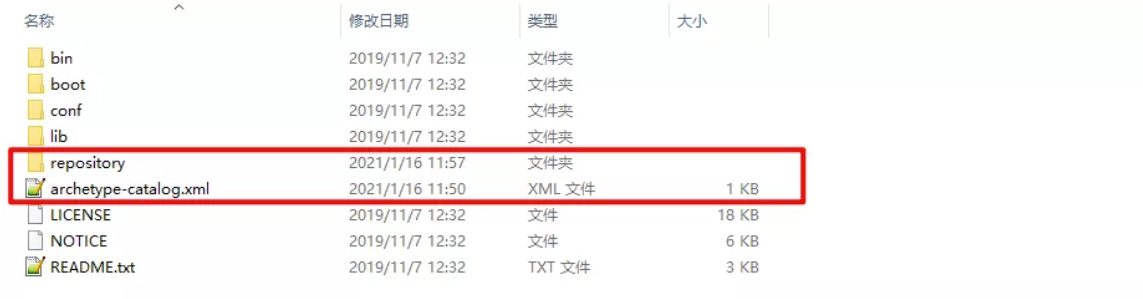 名称 修改日期 类型 大小
bin 2019/11/7 12:32 文件夹
boot 2019/11/7 12:32 文件夹
conf 2019/11/7 12:32 文件夹
lib 2019/11/7 12:32 文件夹
repository 2021/1/16 11:57 文件夹
archetype-catalog.xml 2021/1/16 11:50 XML 文件 1 KB
LICENSE 2019/11/7 12:32 文件 18 KB
NOTICE 2019/11/7 12:32 文件 6 KB
README.txt 2019/11/7 12:32 TXT 文件 3 KB